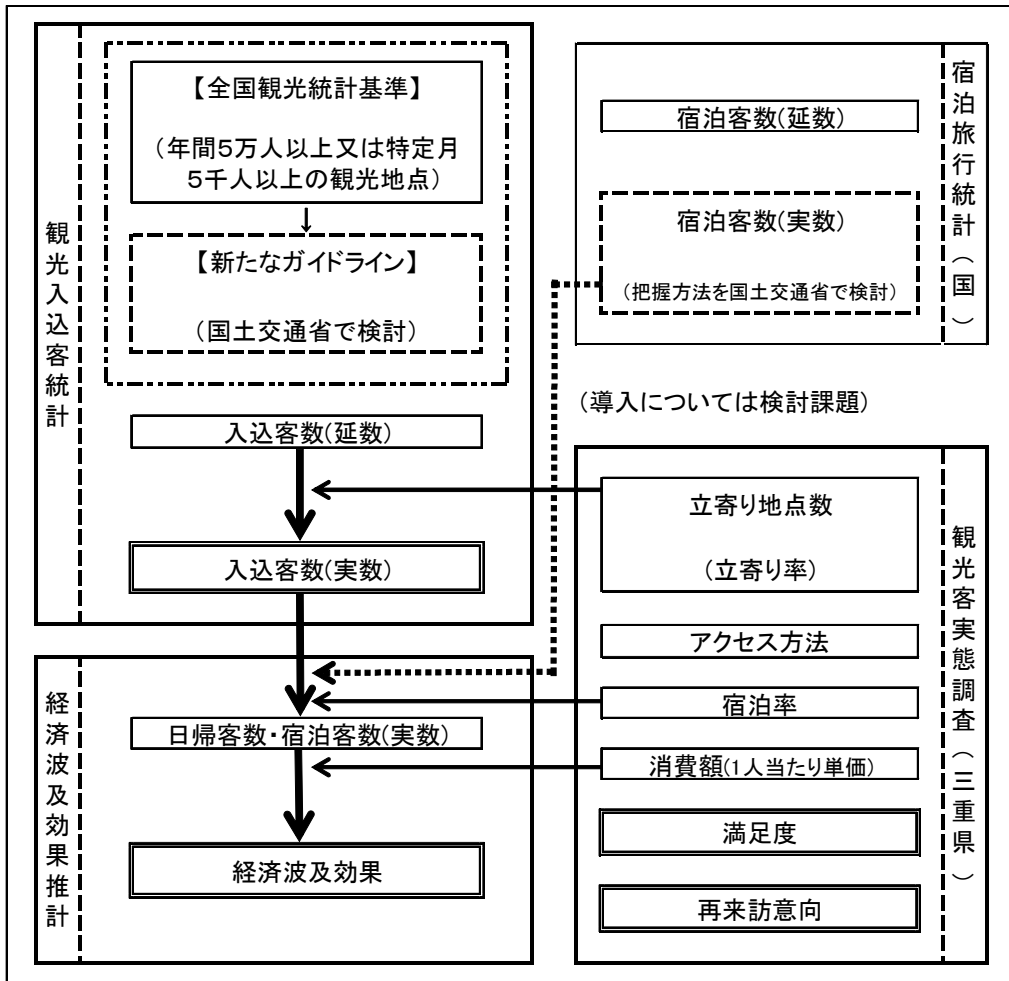 観光入込客統計
【全国観光統計基準】
(年間5万人以上又は特定月
5千人以上の観光地点)
↓
【新たなガイドライン】
(国土交通省で検討)
入込客数(延数)
入込客数(実数)
経済波及効果推計
日帰客数・宿泊客数(実数)
経済波及効果
宿泊旅行統計(国)
宿泊客数(延数)
宿泊客数(実数)
(把握方法を国土交通省で検討)
(導入については検討課題)
観光客実態調査(三重県)
立寄り地点数
(立寄り率)
アクセス方法
宿泊率
消費額(1人当たり単価)
満足度
再来訪意向